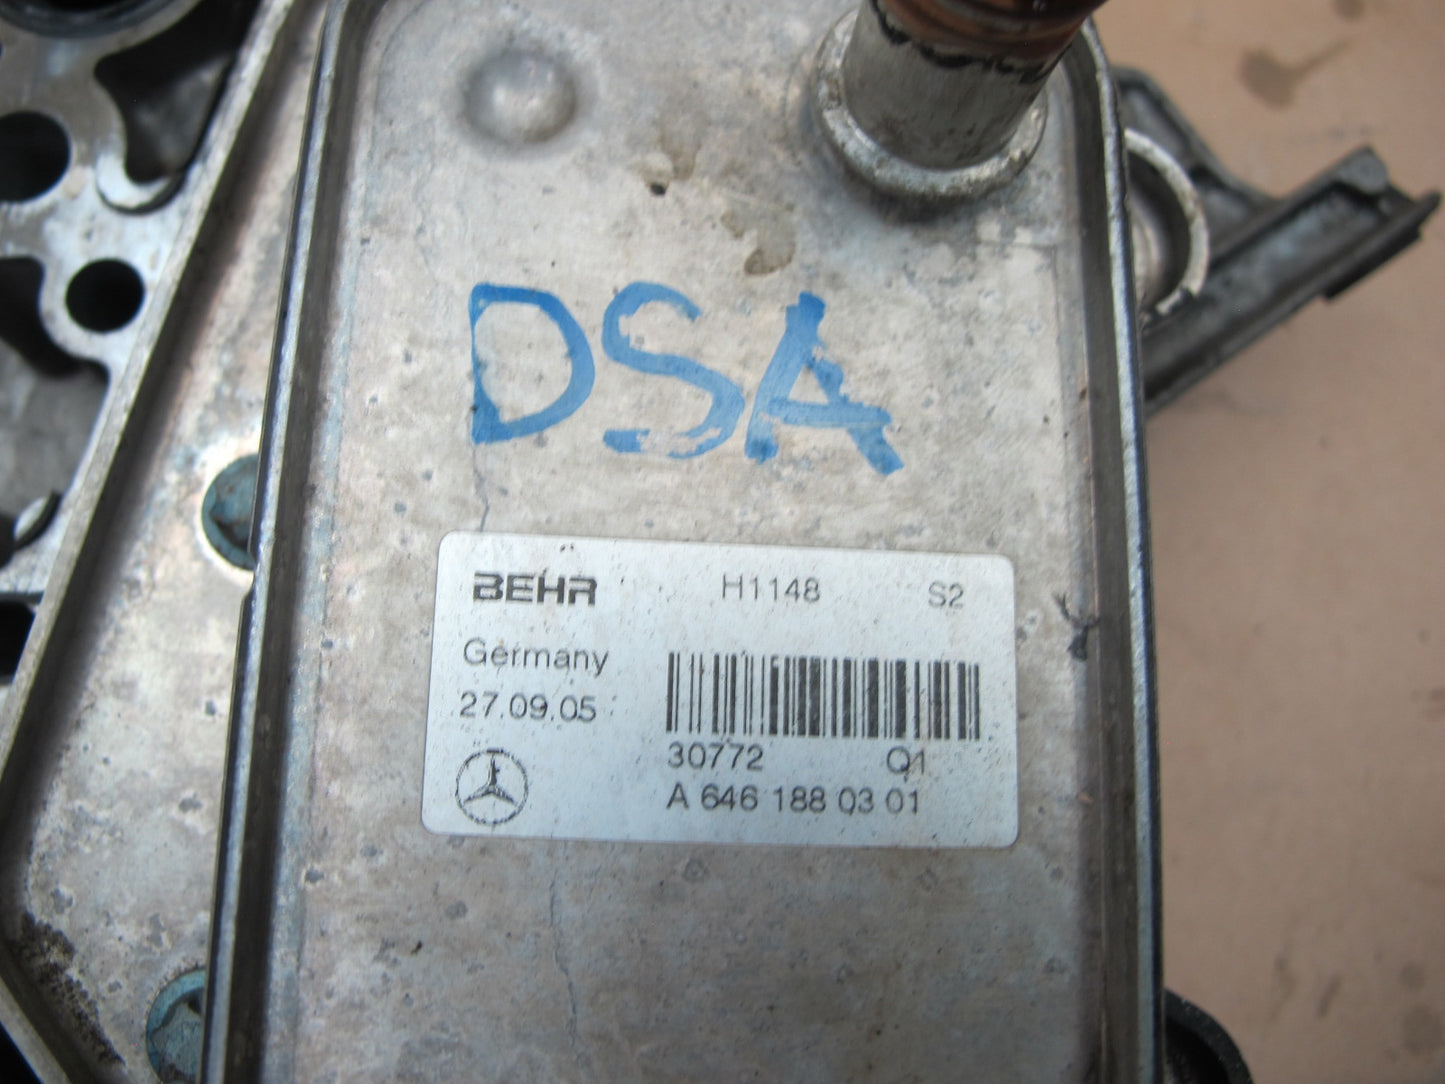 DSA
BEHR H1148 S2
Germany
27.09.05
30772 Q1
A 646 188 03 01